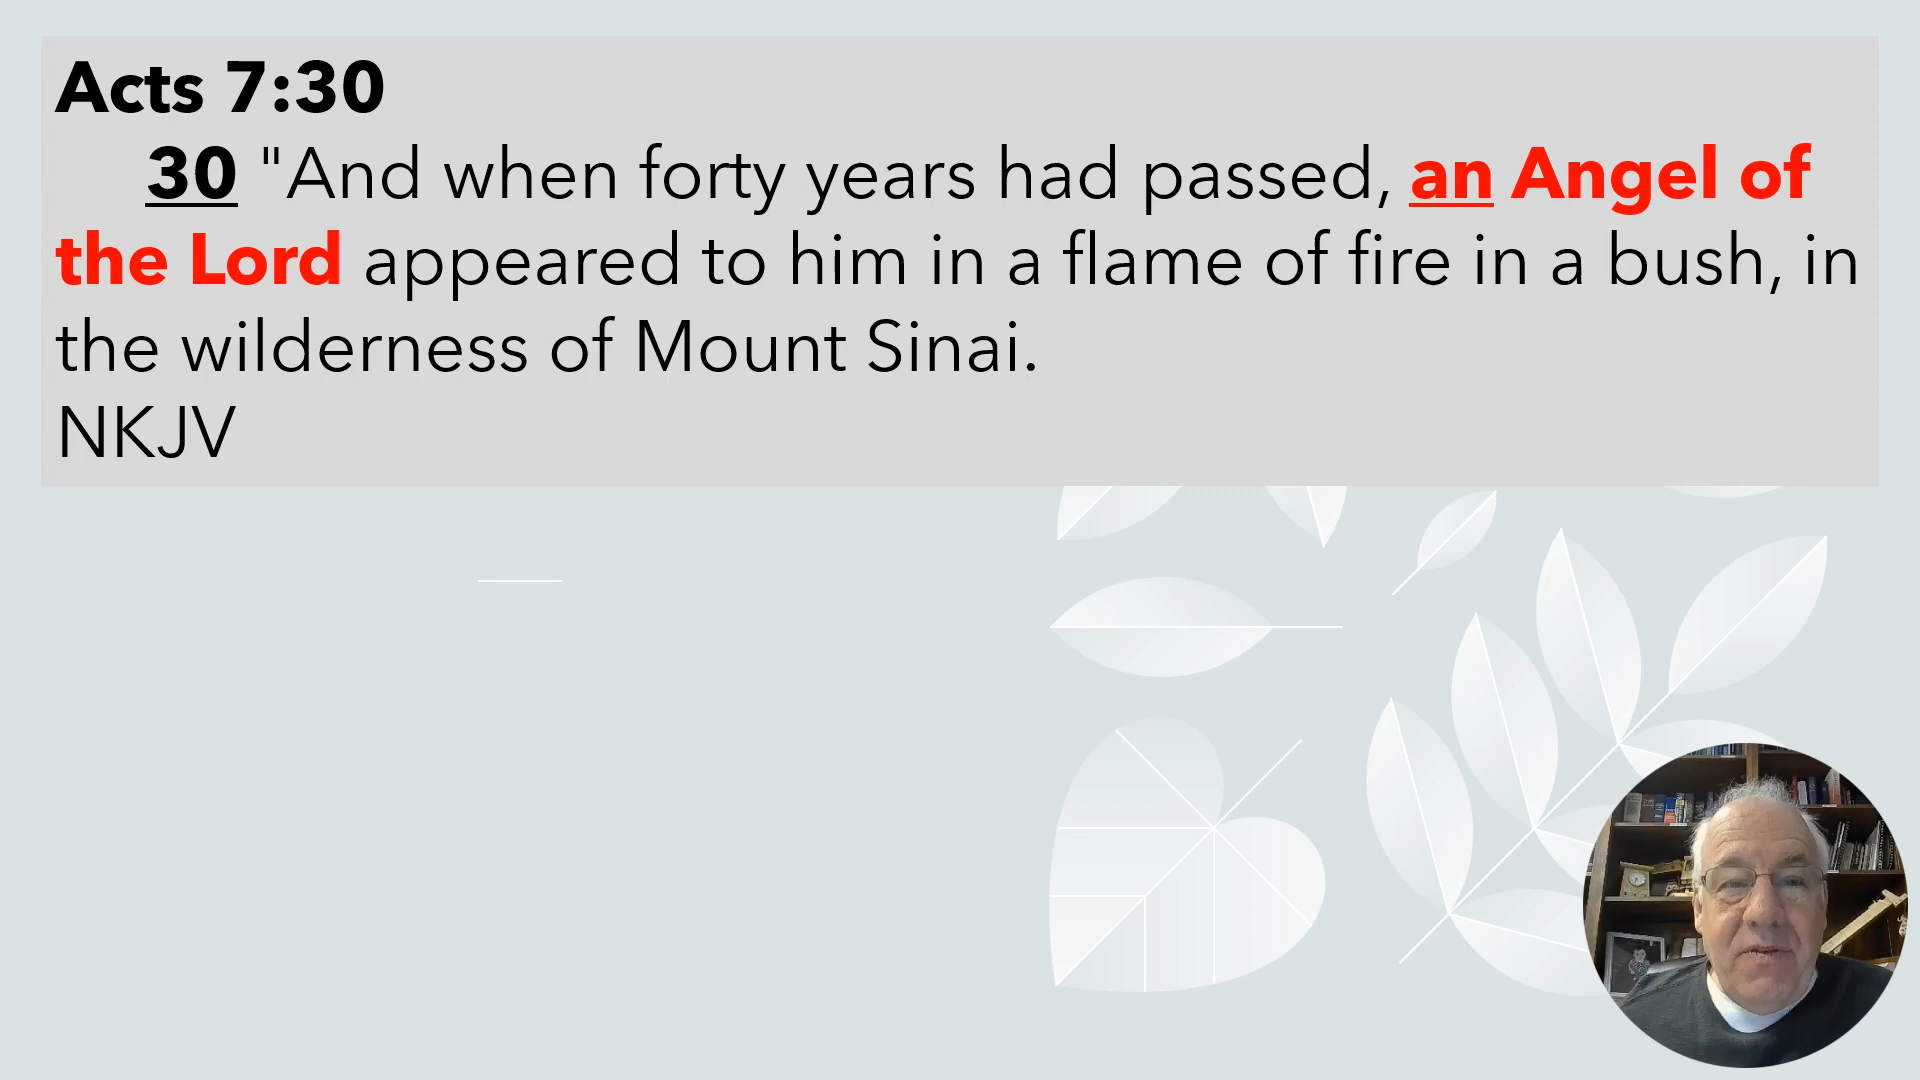 Acts 7:30
30 "And when forty years had passed, an Angel of
the Lord appeared to him in a flame of fire in a bush, in
the wilderness of Mount Sinai.
NKJV